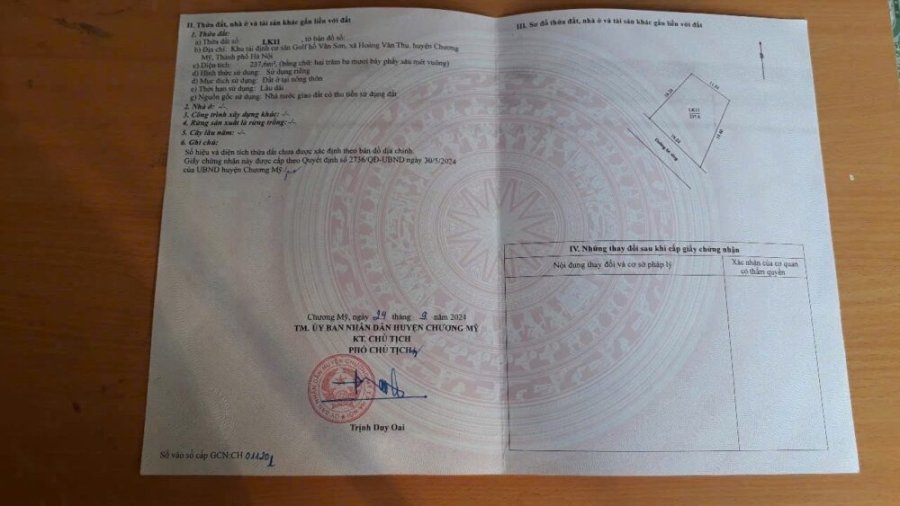 II. Thửa đất, nhà ở và tài sản khác gắn liền với đất
1. Thửa đất:
a) Thửa đất số: LK11 , tờ bản đồ số:
b) Địa chỉ: Khu tái định cư sân Golf hồ Văn Sơn, xã Hoàng Văn Thụ, huyện Chương
Mỹ, Thành phố Hà Nội
c) Diện tích: 237,6m², (bằng chữ: hai trăm ba mươi bảy phẩy sáu mét vuông)
d) Hình thức sử dụng: Sử dụng riêng
đ) Mục đích sử dụng: Đất ở tại nông thôn
e) Thời hạn sử dụng: Lâu dài
g) Nguồn gốc sử dụng: Nhà nước giao đất có thu tiền sử dụng đất
2. Nhà ở: -/-
3. Công trình xây dựng khác: -/-
4. Rừng sản xuất là rừng trồng: -/-
5. Cây lâu năm: -/-
6. Ghi chú:
Số hiệu và diện tích thửa đất chưa được xác định theo bản đồ địa chính.
Giấy chứng nhận này được cấp theo Quyết định số 2756/QĐ-UBND ngày 30/5/2024
của UBND huyện Chương Mỹ
Chương Mỹ, ngày 24 tháng 9 năm 2024
TM. ỦY BAN NHÂN DÂN HUYỆN CHƯƠNG MỸ
KT. CHỦ TỊCH
PHÓ CHỦ TỊCH
Trịnh Duy Oai
Số vào sổ cấp GCN:CH 01120
III. Sơ đồ thửa đất, nhà ở và tài sản khác gắn liền với đất
LK11
237.6
IV. Những thay đổi sau khi cấp giấy chứng nhận
Nội dung thay đổi và cơ sở pháp lý
Xác nhận của cơ quan
có thẩm quyền